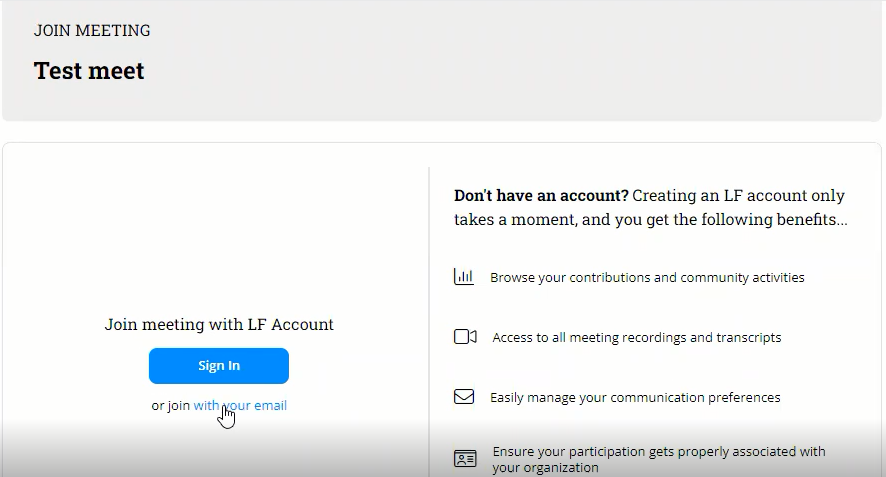 JOIN MEETING
Test meet
Join meeting with LF Account
Sign In
or join with your email
Don't have an account? Creating an LF account only
takes a moment, and you get the following benefits...
Browse your contributions and community activities
Access to all meeting recordings and transcripts
Easily manage your communication preferences
Ensure your participation gets properly associated with
your organization